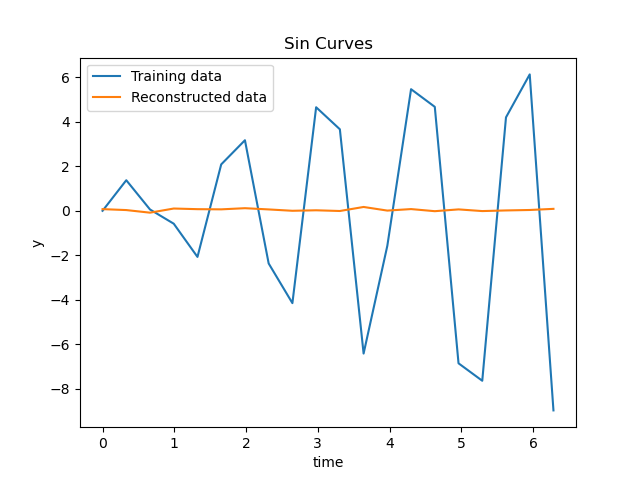 Sin Curves
Training data
Reconstructed data
6
4
2
0
−2
−4
−6
−8
y
0 1 2 3 4 5 6
time